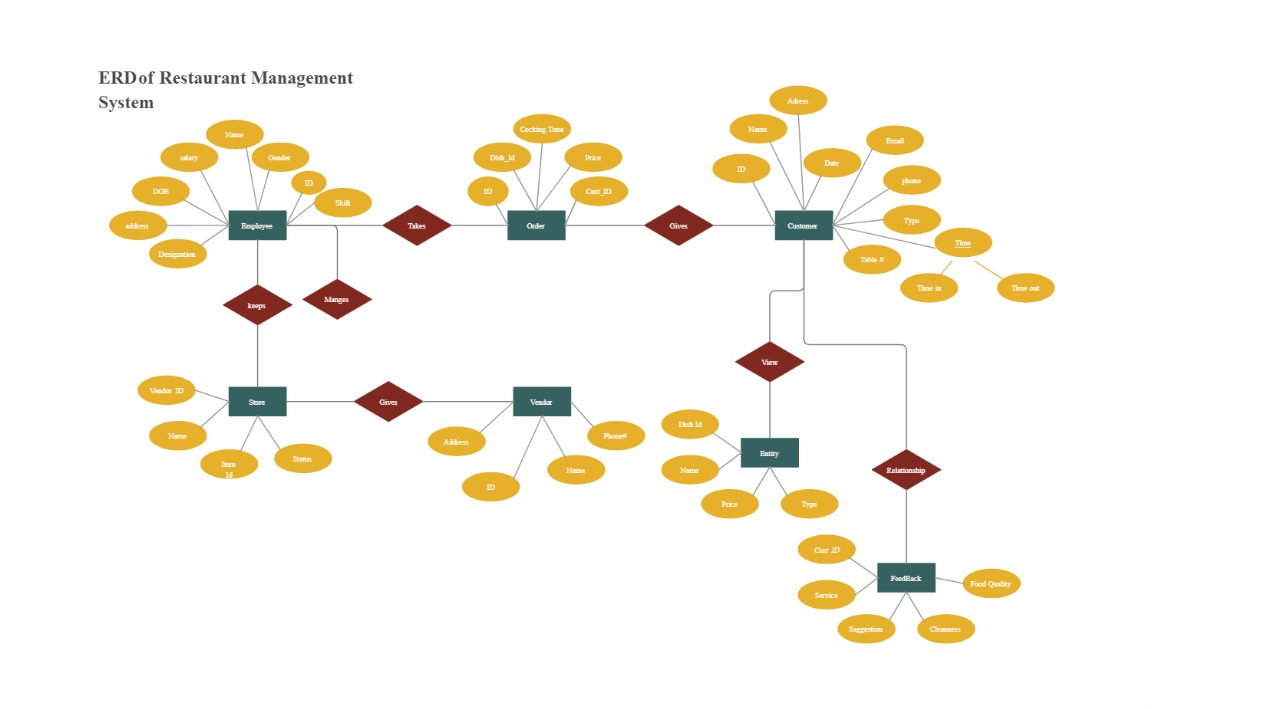 ERD of Restaurant Management
System
Adress
Name
Cocking Time
Name
Email
salary
Gender
Dish_Id
Price
Date
ID
phone
DOB
ID
ID
Cust_ID
Shift
Type
address
Employee
Takes
Order
Gives
Customer
Time
Designation
Table #
Time in
Time out
keeps
Manges
View
Vendor ID
Store
Gives
Vendor
Dish Id
Name
Address
Phone#
Entity
Item
Id
Status
Name
Name
Relationship
ID
Price
Type
Cust ID
FeedBack
Food Quality
Service
Suggestion
Cleanness